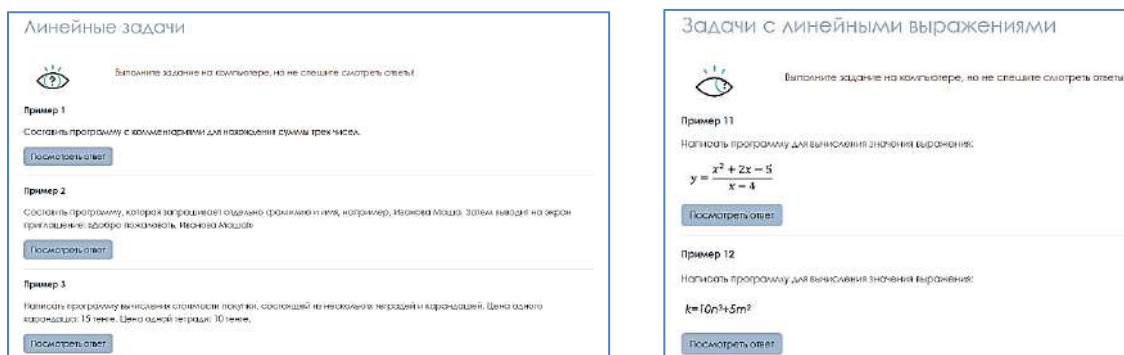 Линейные задачи
Выполните задание на компьютере, но не спешите смотреть ответы!
Пример 1
Составить программу с комментариями для нахождения суммы трех чисел.
Посмотреть ответ
Пример 2
Составить программу, которая запрашивает отдельно фамилию и имя, например, Иванова Маша. Затем выводит на экран
приглашение: «Добро пожаловать, Иванова Маша!»
Посмотреть ответ
Пример 3
Написать программу вычисления стоимости покупки, состоящей из нескольких тетрадей и карандашей. Цена одного
карандаша: 15 тенге. Цена одной тетради: 10 тенге.
Посмотреть ответ
Задачи с линейными выражениями
Выполните задание на компьютере, но не спешите смотреть ответы
Пример 11
Написать программу для вычисления значения выражения:
y = (x² + 2x − 5)/(x − 4)
Посмотреть ответ
Пример 12
Написать программу для вычисления значения выражения:
k=10n³+5m²
Посмотреть ответ